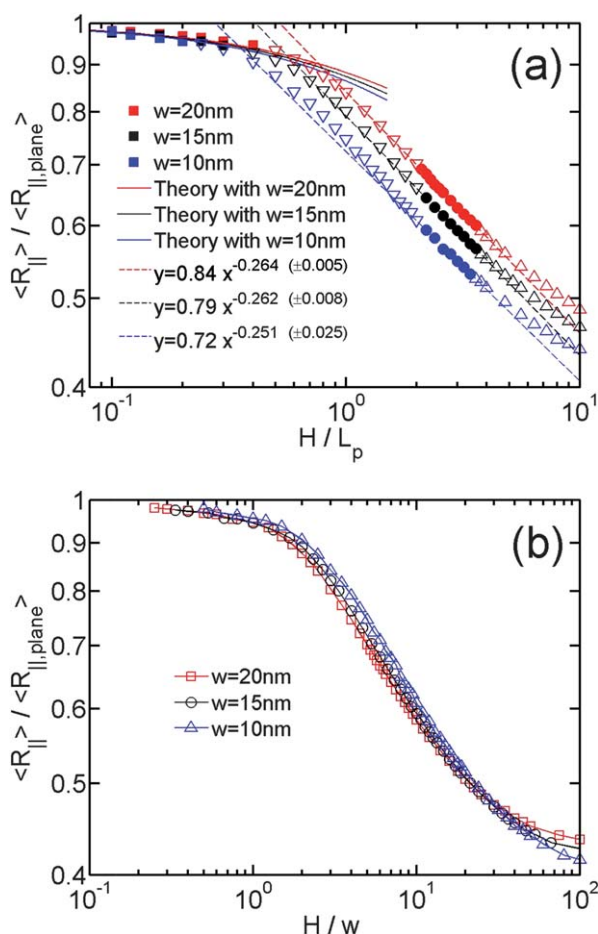 1
0.9
0.8
0.7
0.6
0.5
0.4
<R||> / <R||,plane>
(a)
w=20nm
w=15nm
w=10nm
Theory with w=20nm
Theory with w=15nm
Theory with w=10nm
y=0.84 x^-0.264 (±0.005)
y=0.79 x^-0.262 (±0.008)
y=0.72 x^-0.251 (±0.025)
10^-1
10^0
10^1
H / L_p
1
0.9
0.8
0.7
0.6
0.5
0.4
<R||> / <R||,plane>
(b)
w=20nm
w=15nm
w=10nm
10^-1
10^0
10^1
10^2
H / w